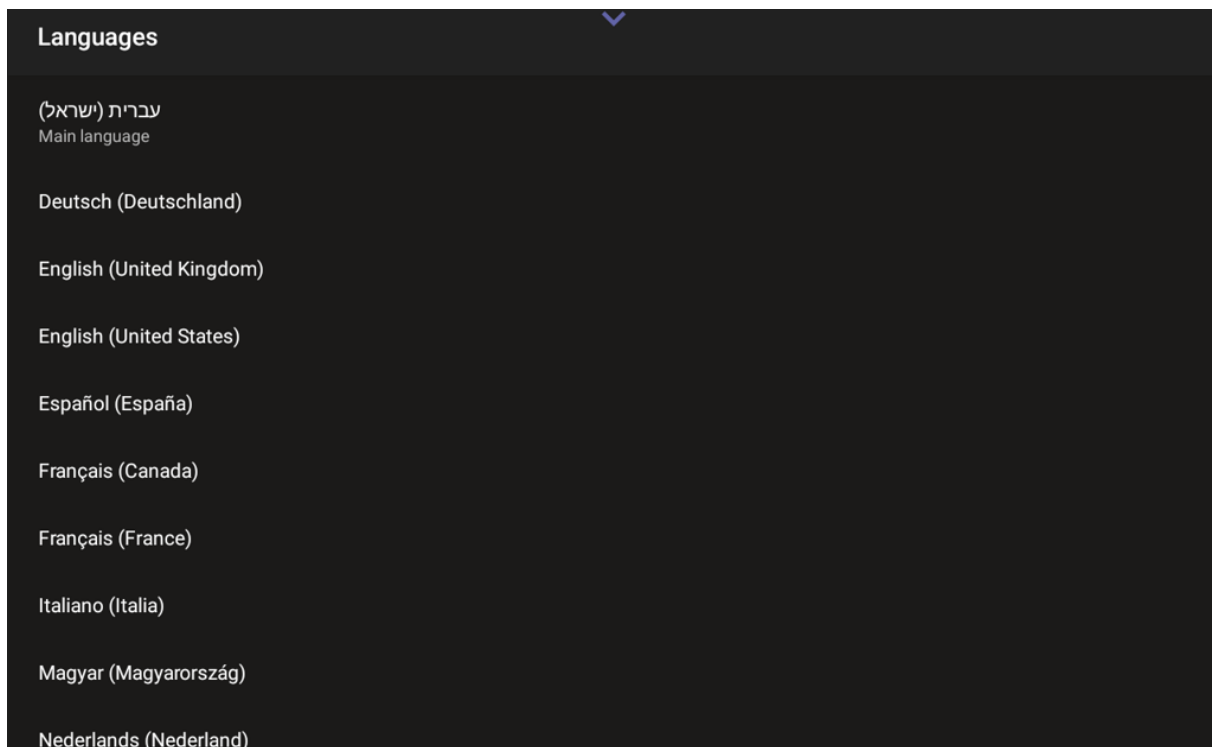 Languages
עברית (ישראל)
Main language
Deutsch (Deutschland)
English (United Kingdom)
English (United States)
Español (España)
Français (Canada)
Français (France)
Italiano (Italia)
Magyar (Magyarország)
Nederlands (Nederland)